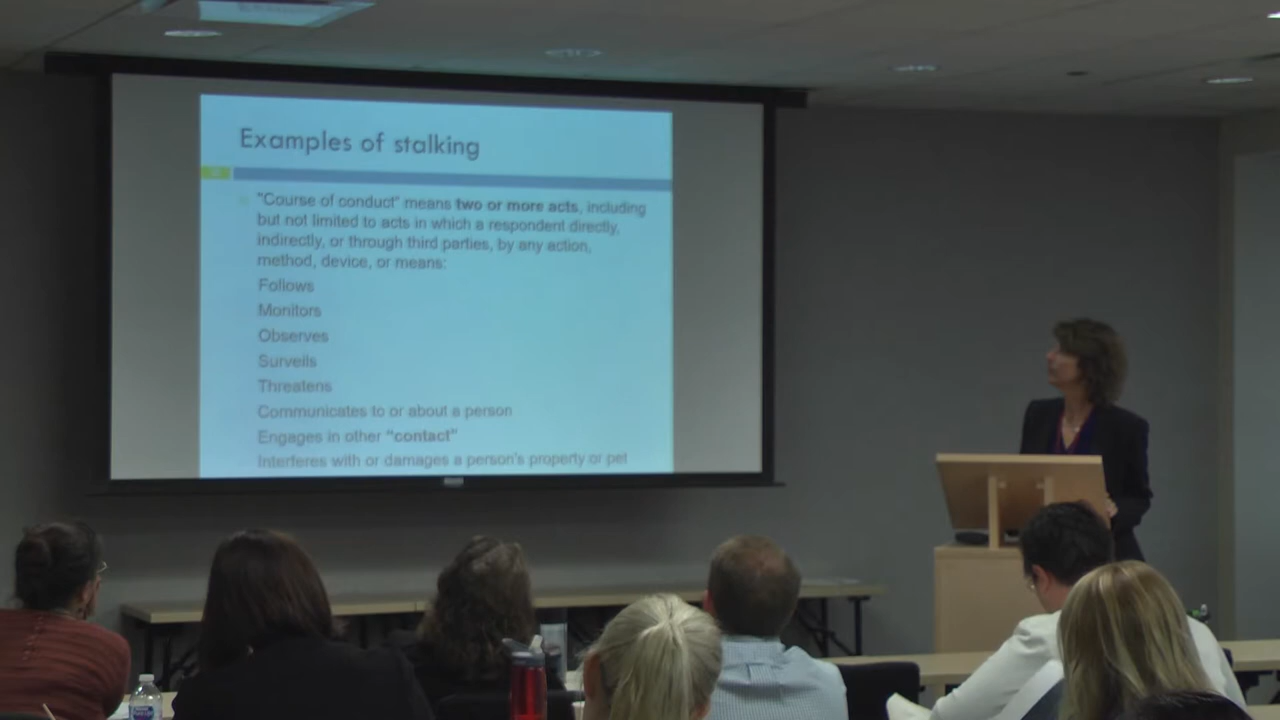 Examples of stalking
"Course of conduct" means two or more acts, including
but not limited to acts in which a respondent directly,
indirectly, or through third parties, by any action,
method, device, or means:
Follows
Monitors
Observes
Surveils
Threatens
Communicates to or about a person
Engages in other “contact”
Interferes with or damages a person's property or pet